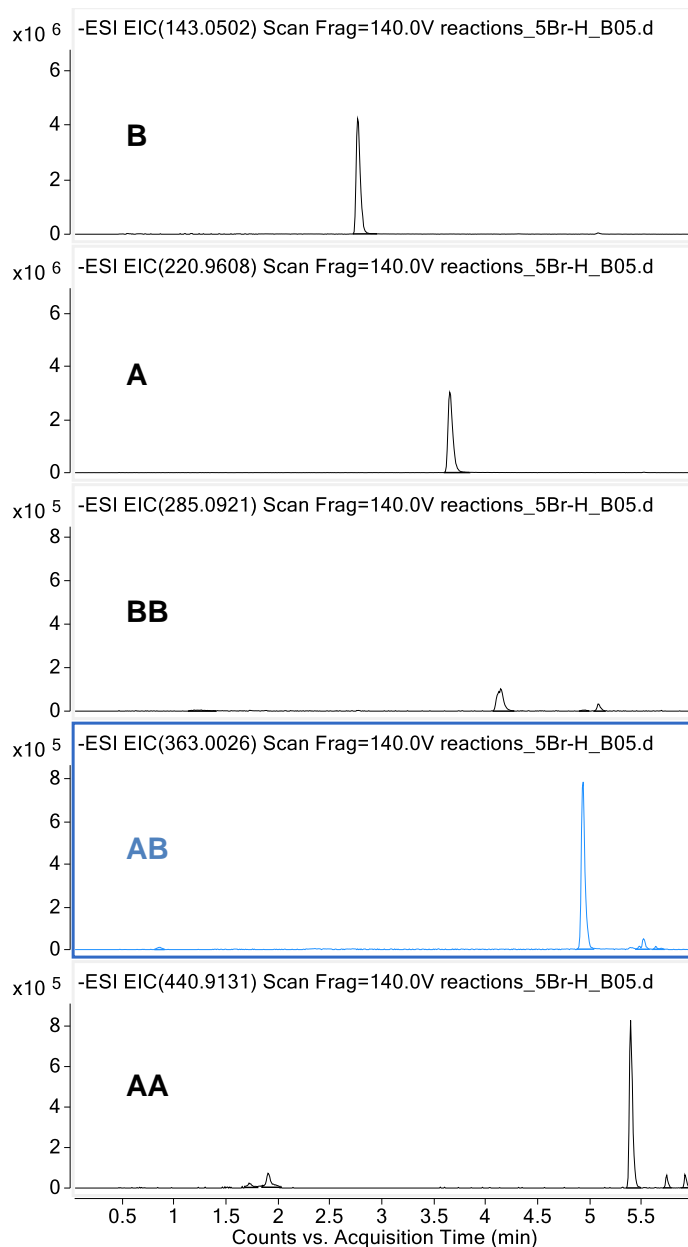 x10 6 -ESI EIC(143.0502) Scan Frag=140.0V reactions_5Br-H_B05.d
6
4
2
0
B
x10 6 -ESI EIC(220.9608) Scan Frag=140.0V reactions_5Br-H_B05.d
6
4
2
0
A
x10 5 -ESI EIC(285.0921) Scan Frag=140.0V reactions_5Br-H_B05.d
8
6
4
2
0
BB
x10 5 -ESI EIC(363.0026) Scan Frag=140.0V reactions_5Br-H_B05.d
8
6
4
2
0
AB
x10 5 -ESI EIC(440.9131) Scan Frag=140.0V reactions_5Br-H_B05.d
8
6
4
2
0
AA
0.5 1 1.5 2 2.5 3 3.5 4 4.5 5 5.5
Counts vs. Acquisition Time (min)